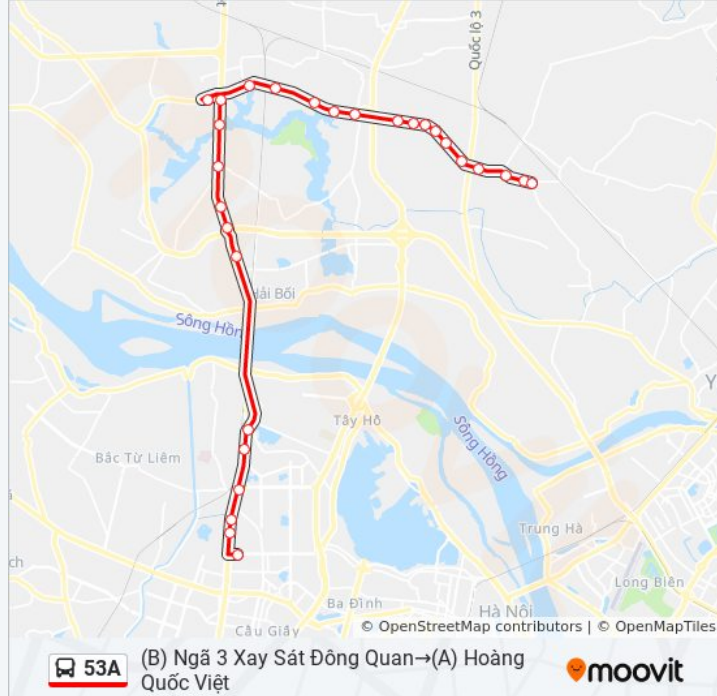 Quốc lộ 3
Hải Bối
Sông Hồn
Tây Hồ
Sông Hồng
Bắc Từ Liêm
Trung Hà
Long Biên
Ba Đình
Hà Nội
Cầu Giấy
© OpenStreetMap contributors | © OpenMapTiles
53A
(B) Ngã 3 Xay Sát Đông Quan→(A) Hoàng
Quốc Việt
moovit